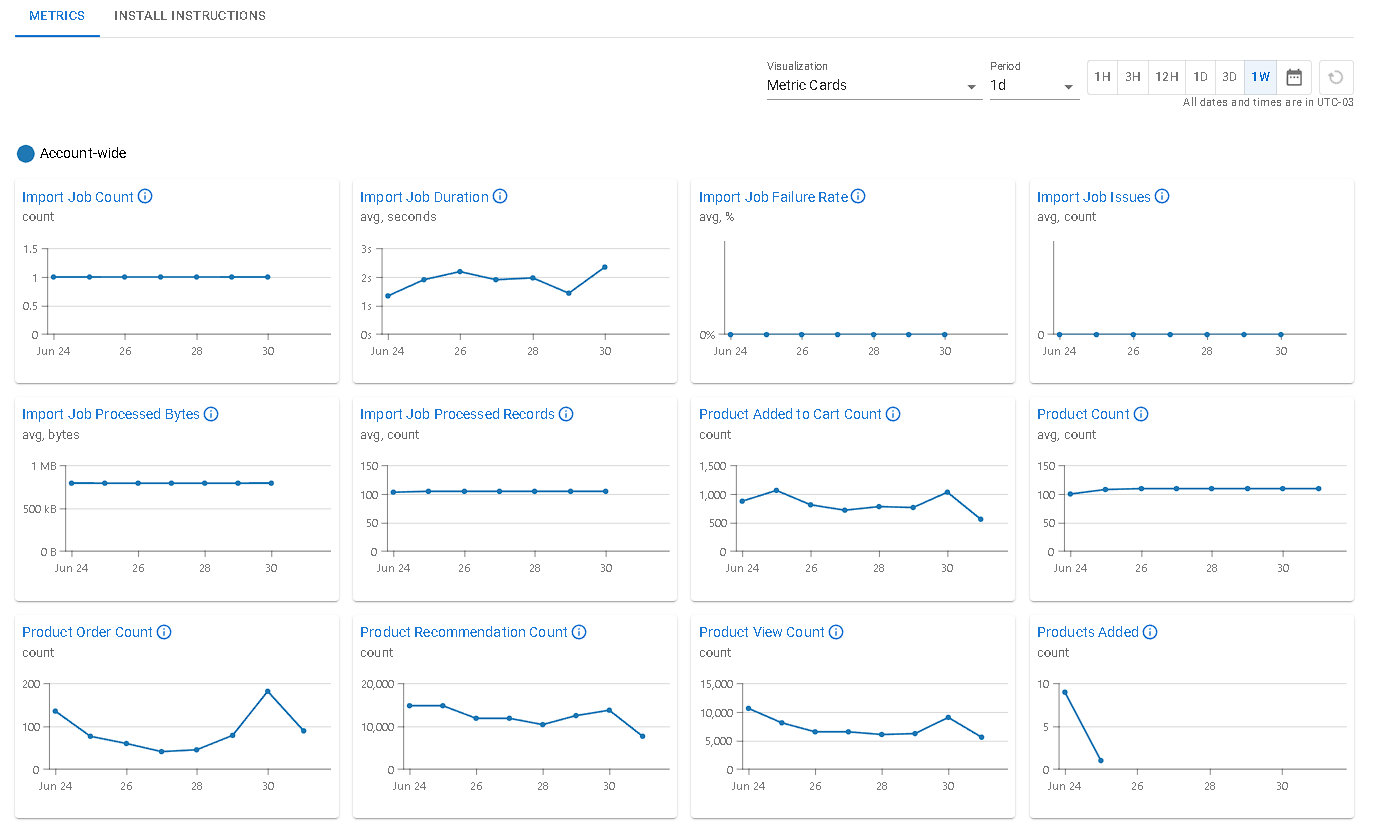 METRICS INSTALL INSTRUCTIONS
Visualization Period
Metric Cards 1d 1H 3H 12H 1D 3D 1W
All dates and times are in UTC-03
Account-wide
Import Job Count Import Job Duration Import Job Failure Rate Import Job Issues
count avg, seconds avg, % avg, count
1.5 3s
1 2s
0.5 1s
0 0s 0% 0
Jun 24 26 28 30 Jun 24 26 28 30 Jun 24 26 28 30 Jun 24 26 28 30
Import Job Processed Bytes Import Job Processed Records Product Added to Cart Count Product Count
avg, bytes avg, count count avg, count
1 MB 150 1,500 150
100 1,000 100
500 kB 50 500 50
0 B 0 0 0
Jun 24 26 28 30 Jun 24 26 28 30 Jun 24 26 28 30 Jun 24 26 28 30
Product Order Count Product Recommendation Count Product View Count Products Added
count count count count
200 20,000 15,000 10
10,000
100 10,000 5,000 5
0 0 0 0
Jun 24 26 28 30 Jun 24 26 28 30 Jun 24 26 28 30 Jun 24 26 28 30